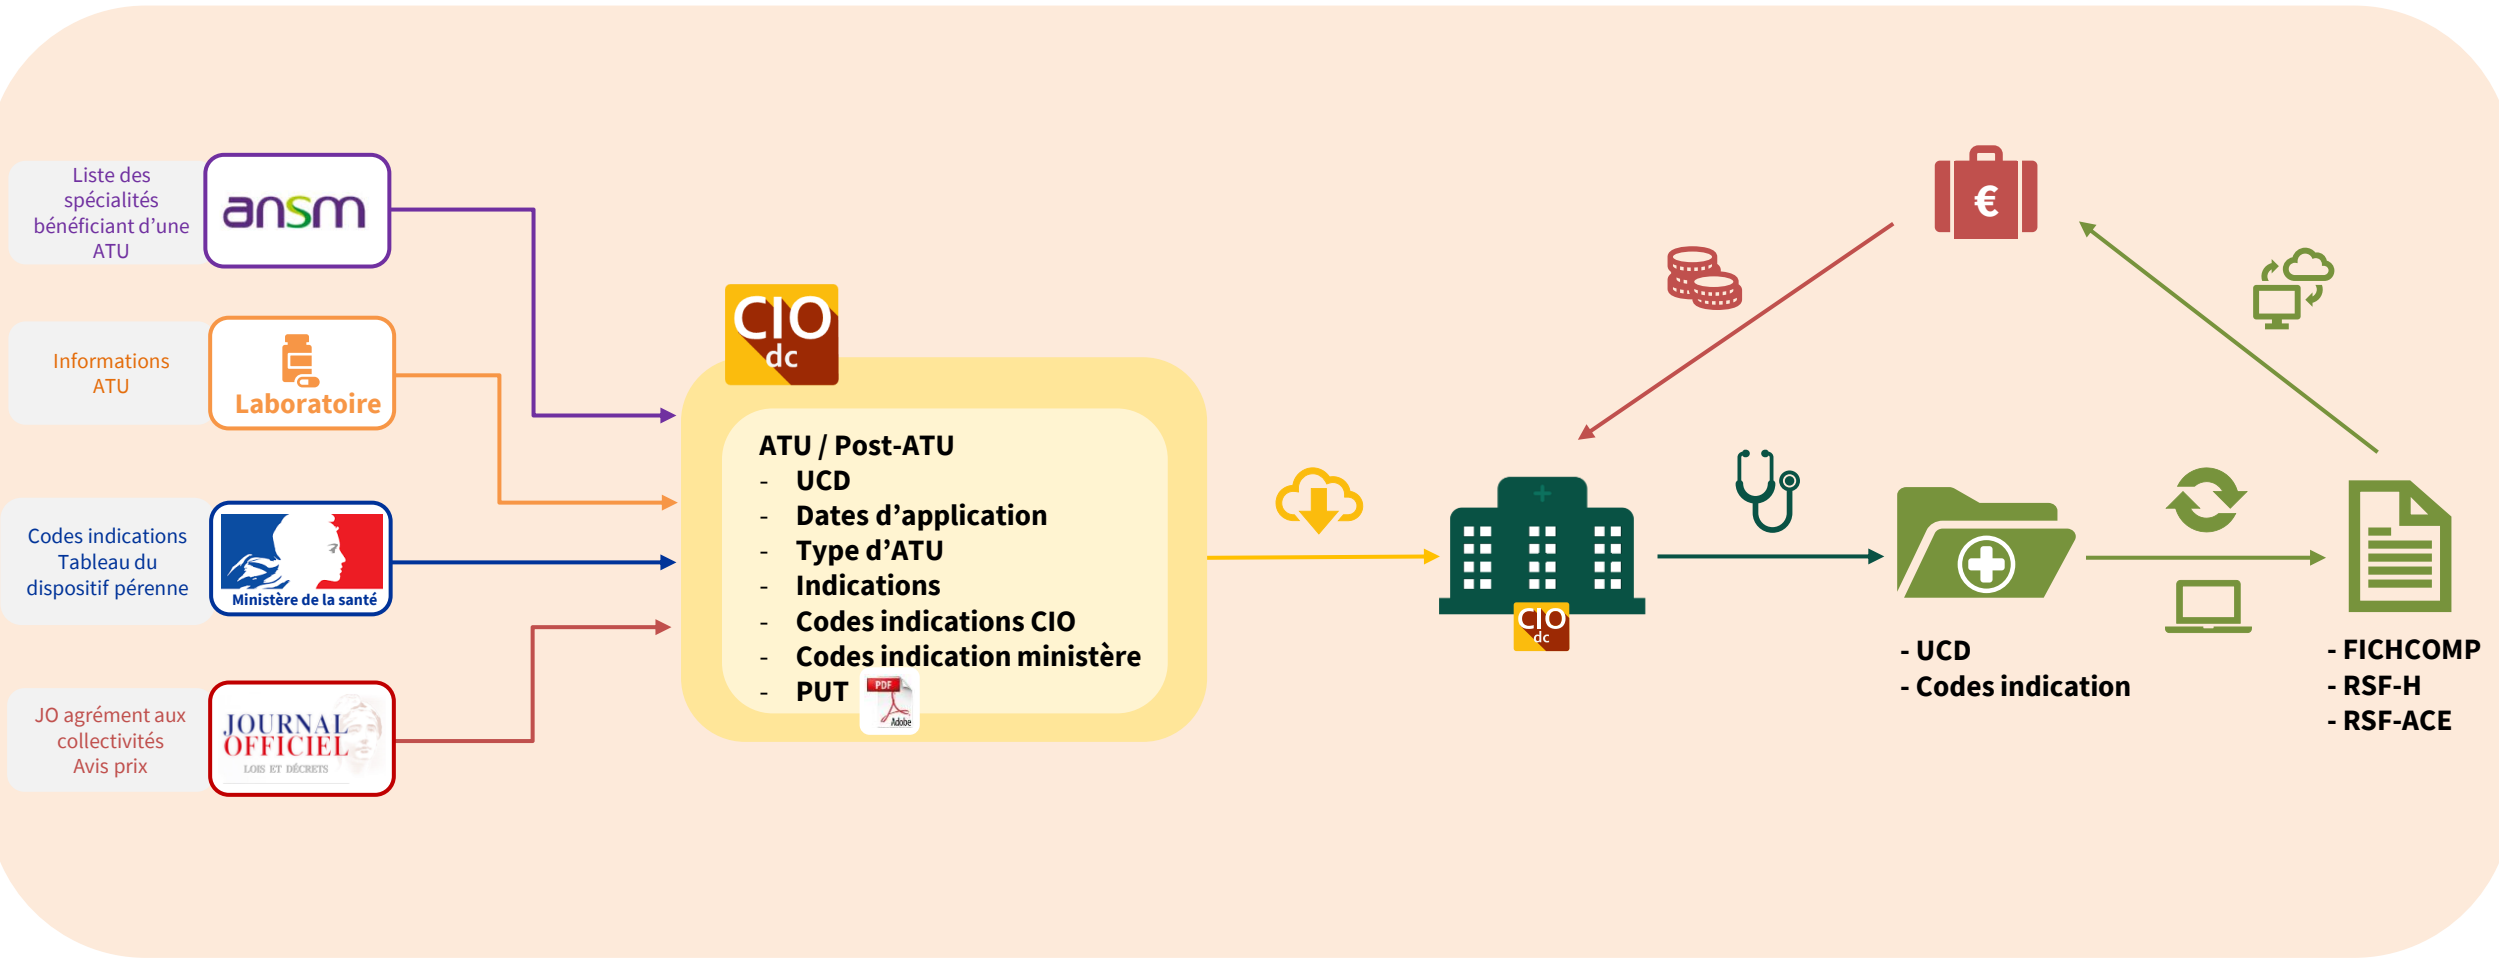 Liste des
spécialités
bénéficiant d'une
ATU
ansm
Informations
ATU
Laboratoire
Codes indications
Tableau du
dispositif pérenne
Ministère de la santé
JO agrément aux
collectivités
Avis prix
JOURNAL
OFFICIEL
LOIS ET DÉCRETS
CIO
dc
ATU / Post-ATU
- UCD
- Dates d'application
- Type d'ATU
- Indications
- Codes indications CIO
- Codes indication ministère
- PUT
PDF
Adobe
CIO
dc
€
- UCD
- Codes indication
- FICHCOMP
- RSF-H
- RSF-ACE